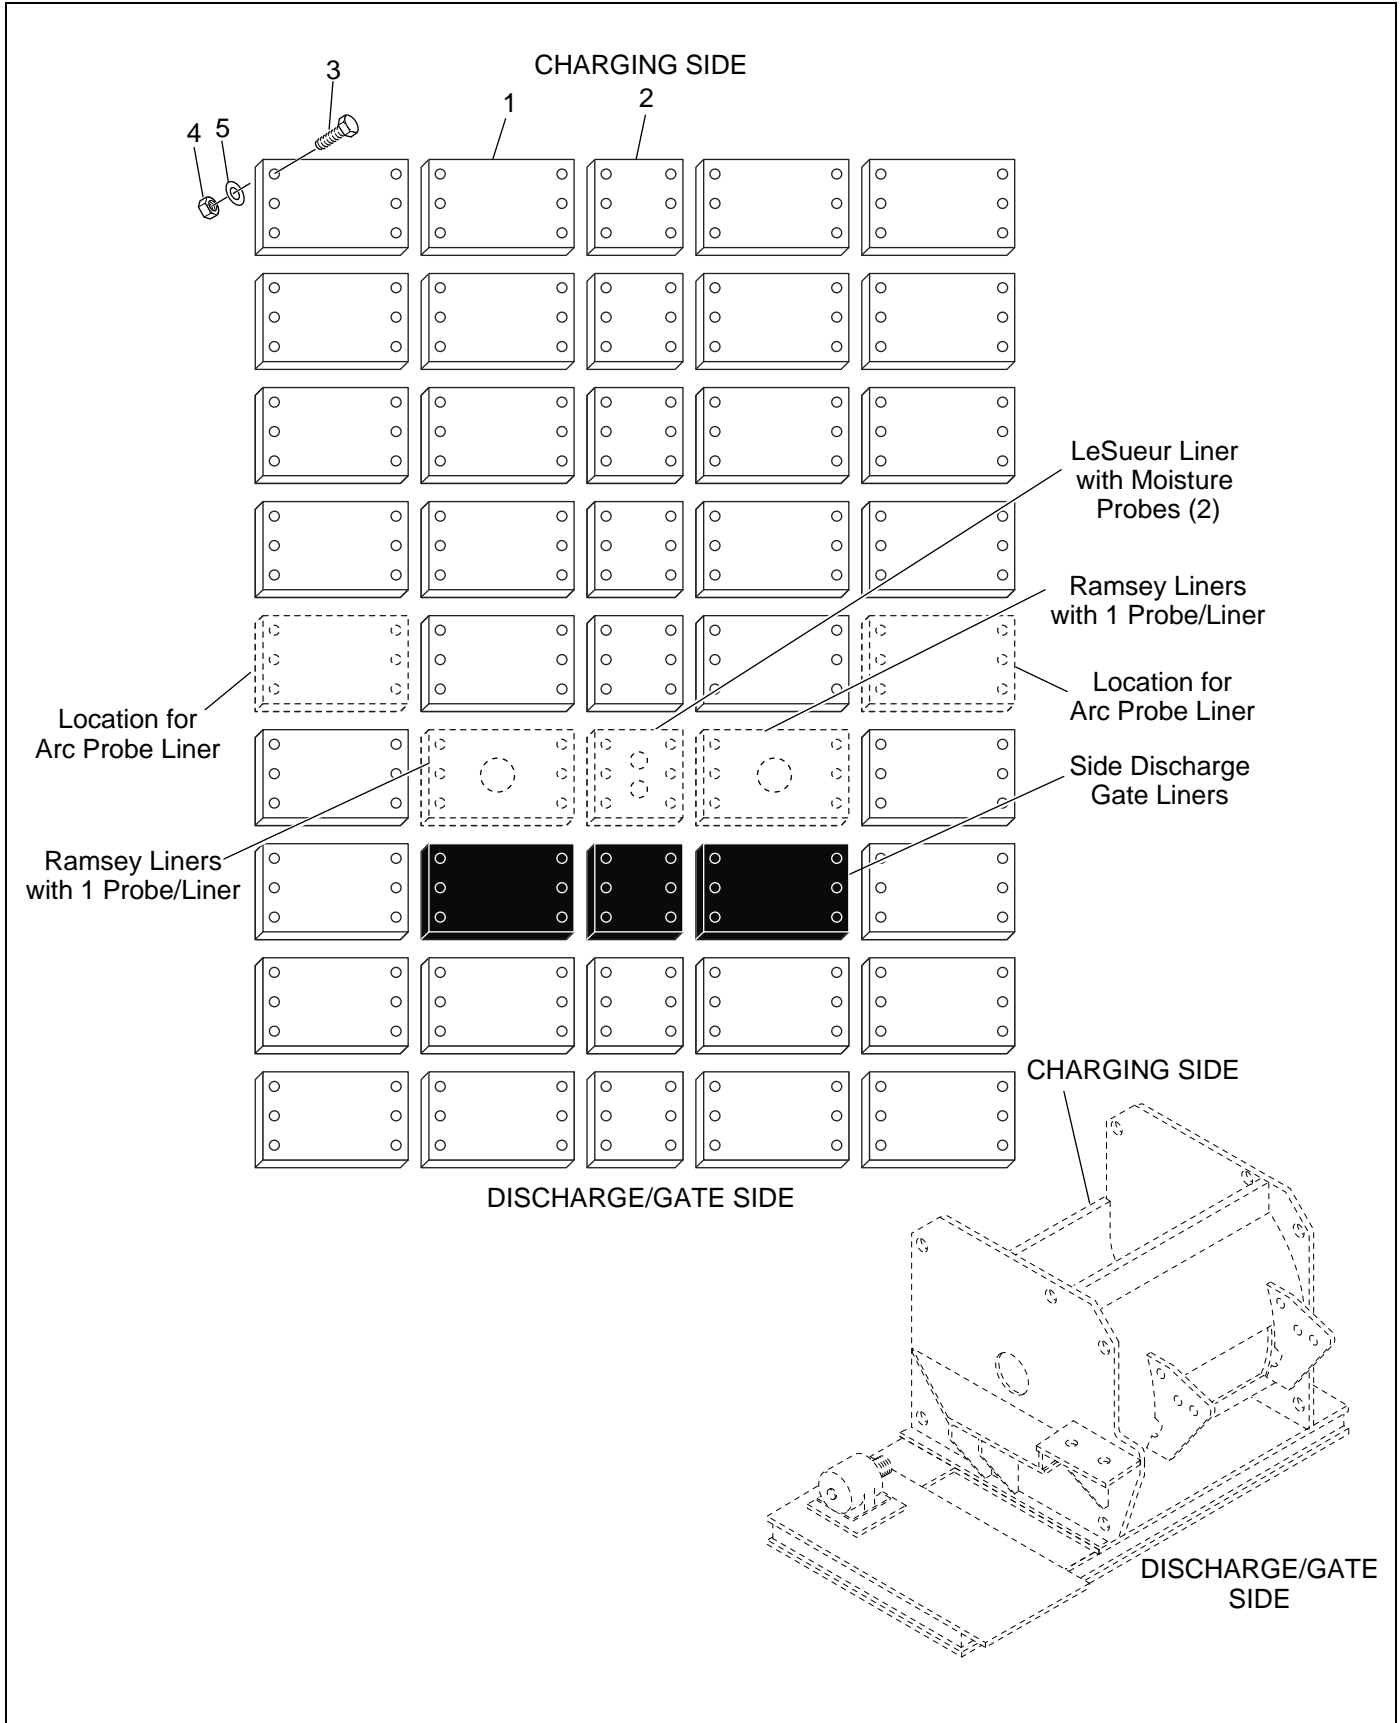 CHARGING SIDE
3
1
2
4
5
LeSueur Liner
with Moisture
Probes (2)
Ramsey Liners
with 1 Probe/Liner
Location for
Arc Probe Liner
Location for
Arc Probe Liner
Side Discharge
Gate Liners
Ramsey Liners
with 1 Probe/Liner
CHARGING SIDE
DISCHARGE/GATE SIDE
DISCHARGE/GATE
SIDE